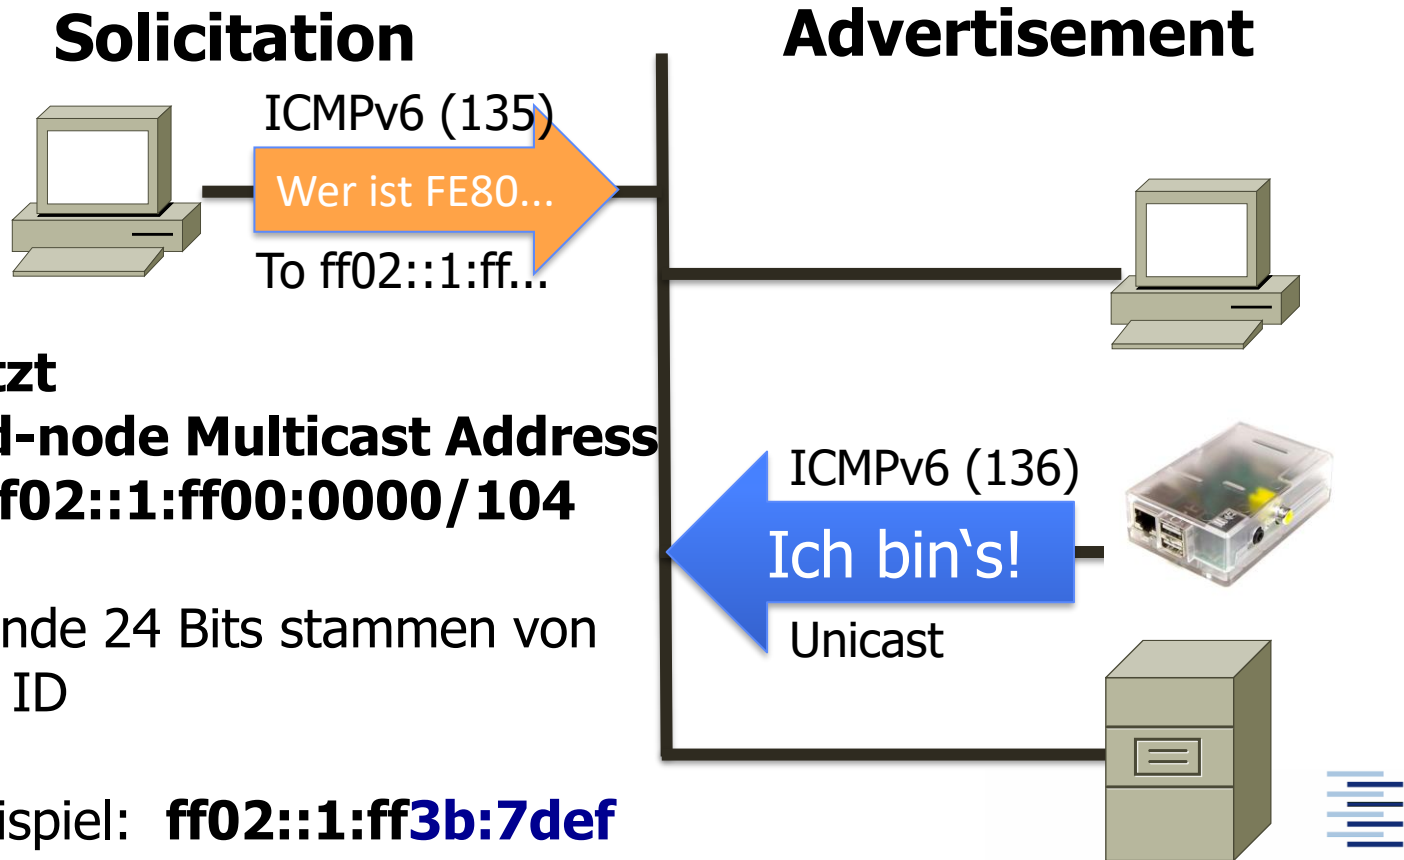 Solicitation
Advertisement
ICMPv6 (135)
Wer ist FE80...
To ff02::1:ff...
tzt
d-node Multicast Address
f02::1:ff00:0000/104
ICMPv6 (136)
Ich bin‘s!
Unicast
nde 24 Bits stammen von
ID
ispiel: ff02::1:ff3b:7def